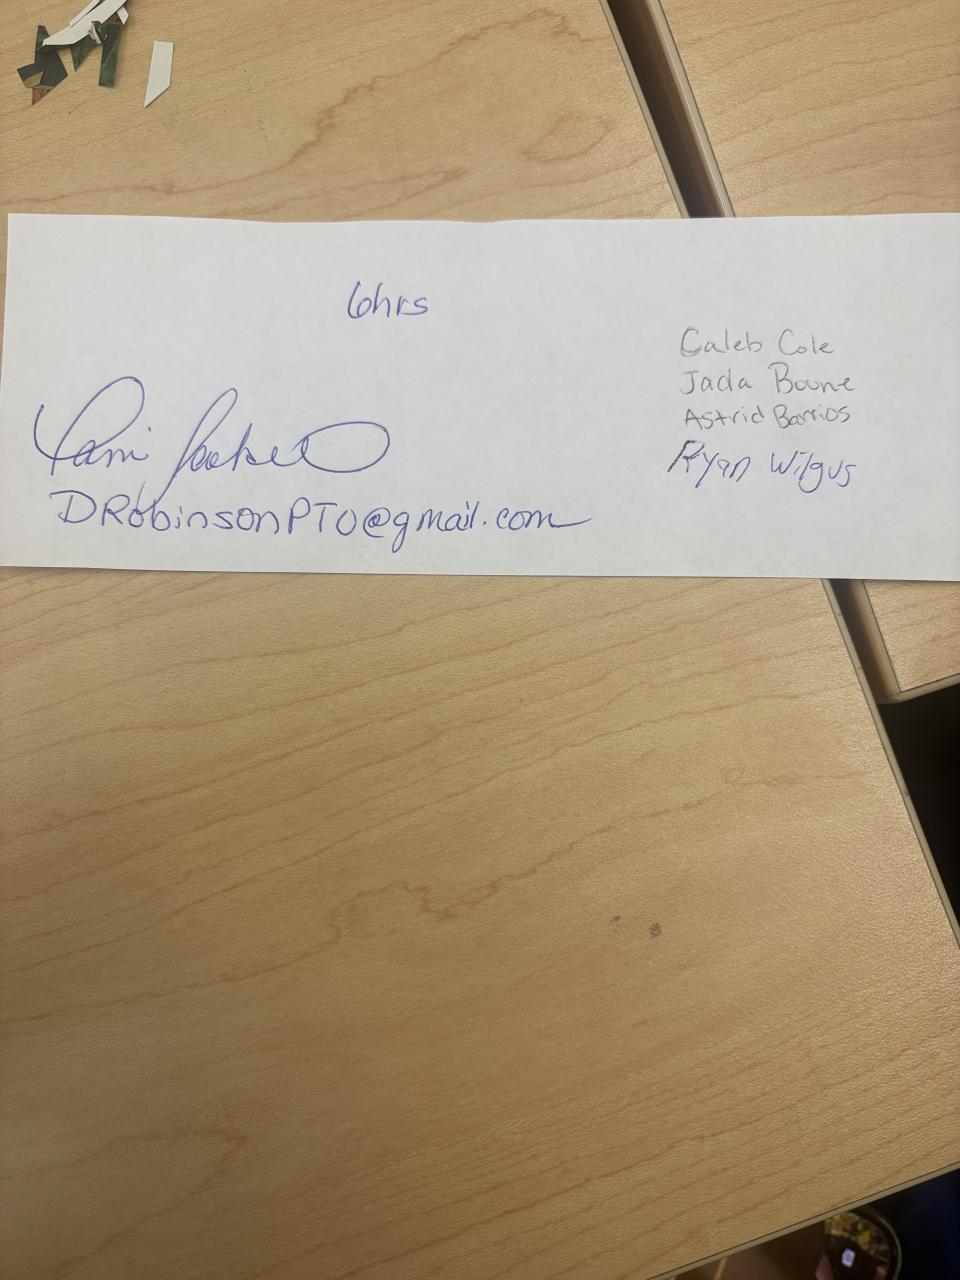 6hrs
Caleb Cole
Jada Boone
Astrid Barrios
Ryan Wilgus
DRobinsonPTO@gmail.com